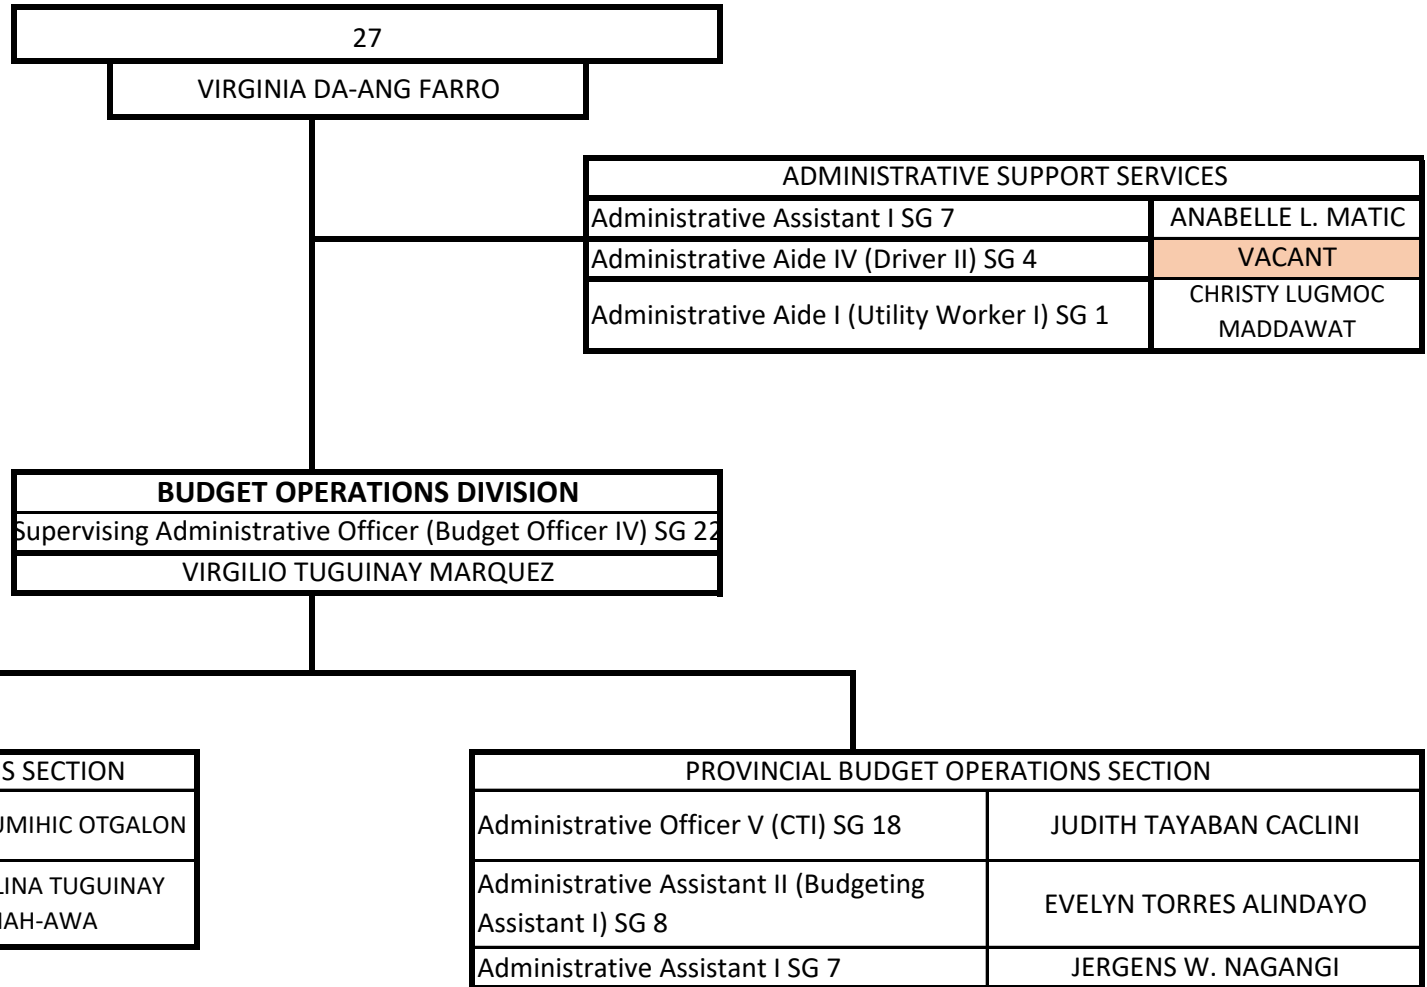 27
VIRGINIA DA-ANG FARRO
ADMINISTRATIVE SUPPORT SERVICES
Administrative Assistant I SG 7 ANABELLE L. MATIC
Administrative Aide IV (Driver II) SG 4 VACANT
Administrative Aide I (Utility Worker I) SG 1 CHRISTY LUGMOC
MADDAWAT
BUDGET OPERATIONS DIVISION
Supervising Administrative Officer (Budget Officer IV) SG 22
VIRGILIO TUGUINAY MARQUEZ
S SECTION
UMIHIC OTGALON
LINA TUGUINAY
AH-AWA
PROVINCIAL BUDGET OPERATIONS SECTION
Administrative Officer V (CTI) SG 18 JUDITH TAYABAN CACLINI
Administrative Assistant II (Budgeting
Assistant I) SG 8 EVELYN TORRES ALINDAYO
Administrative Assistant I SG 7 JERGENS W. NAGANGI